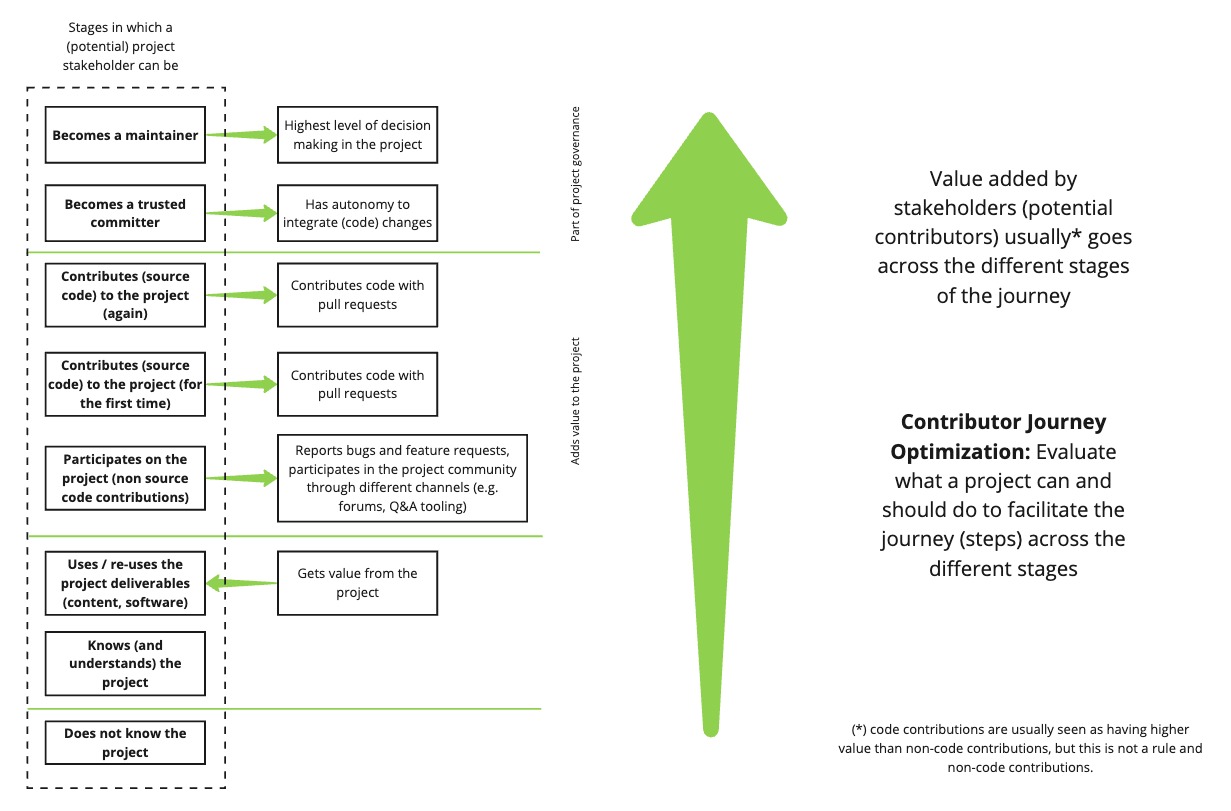 Stages in which a
(potential) project
stakeholder can be
Becomes a maintainer
Highest level of decision
making in the project
Becomes a trusted
committer
Has autonomy to
integrate (code) changes
Part of project governance
Contributes (source
code) to the project
(again)
Contributes code with
pull requests
Contributes (source
code) to the project (for
the first time)
Contributes code with
pull requests
Participates on the
project (non source
code contributions)
Reports bugs and feature requests,
participates in the project community
through different channels (e.g.
forums, Q&A tooling)
Adds value to the project
Uses / re-uses the
project deliverables
(content, software)
Gets value from the
project
Knows (and
understands) the
project
Does not know the
project
Value added by
stakeholders (potential
contributors) usually* goes
across the different stages
of the journey
Contributor Journey
Optimization: Evaluate
what a project can and
should do to facilitate the
journey (steps) across the
different stages
(*) code contributions are usually seen as having higher
value than non-code contributions, but this is not a rule and
non-code contributions.